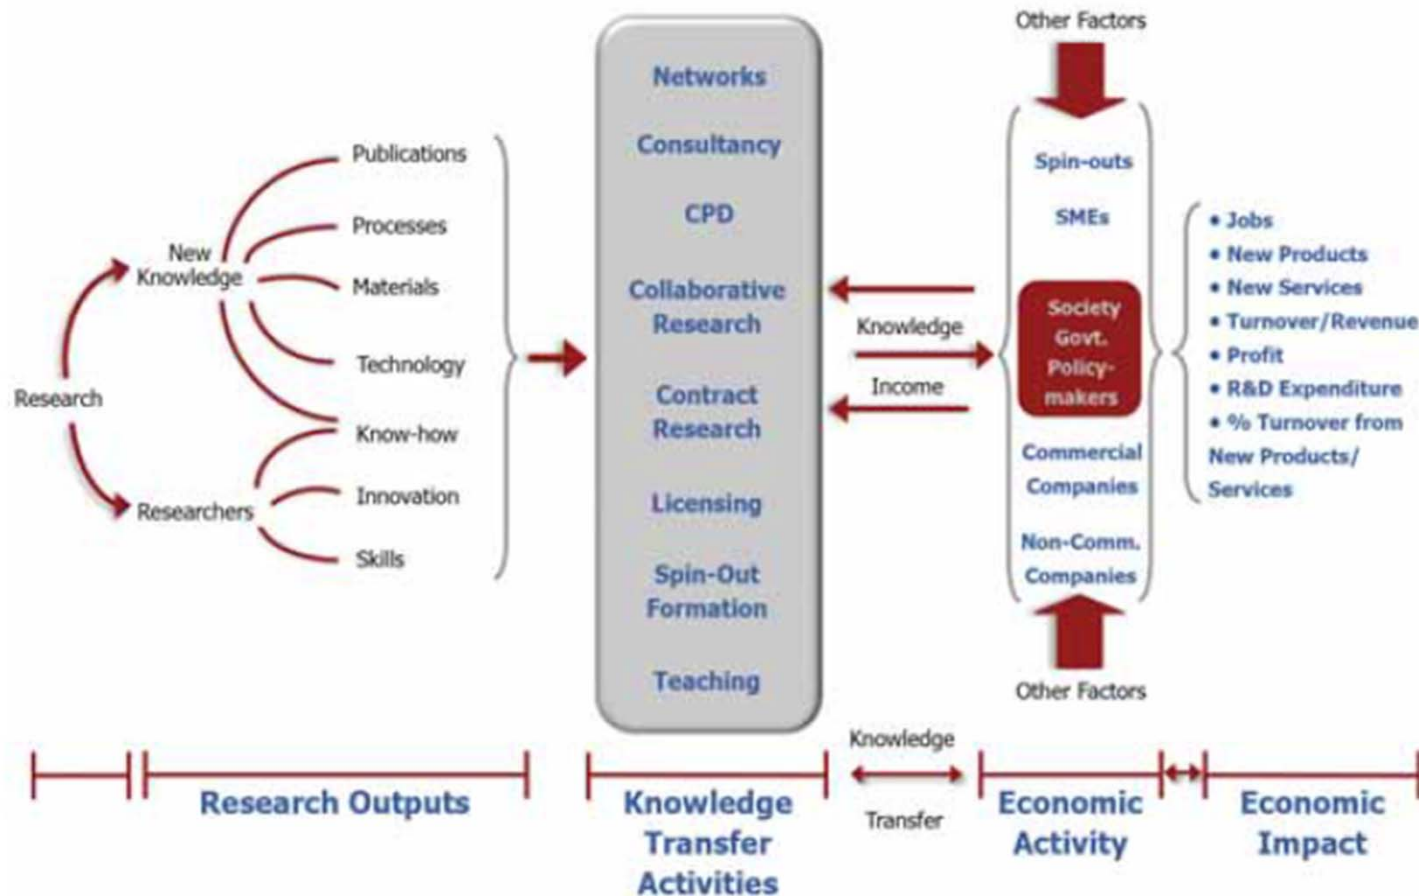 Research
New
Knowledge
Researchers
Publications
Processes
Materials
Technology
Know-how
Innovation
Skills
Networks
Consultancy
CPD
Collaborative
Research
Contract
Research
Licensing
Spin-Out
Formation
Teaching
Knowledge
Income
Other Factors
Spin-outs
SMEs
Society
Govt.
Policy-
makers
Commercial
Companies
Non-Comm.
Companies
Other Factors
• Jobs
• New Products
• New Services
• Turnover/Revenue
• Profit
• R&D Expenditure
• % Turnover from
New Products/
Services
Research Outputs
Knowledge
Transfer
Activities
Knowledge
Transfer
Economic
Activity
Economic
Impact